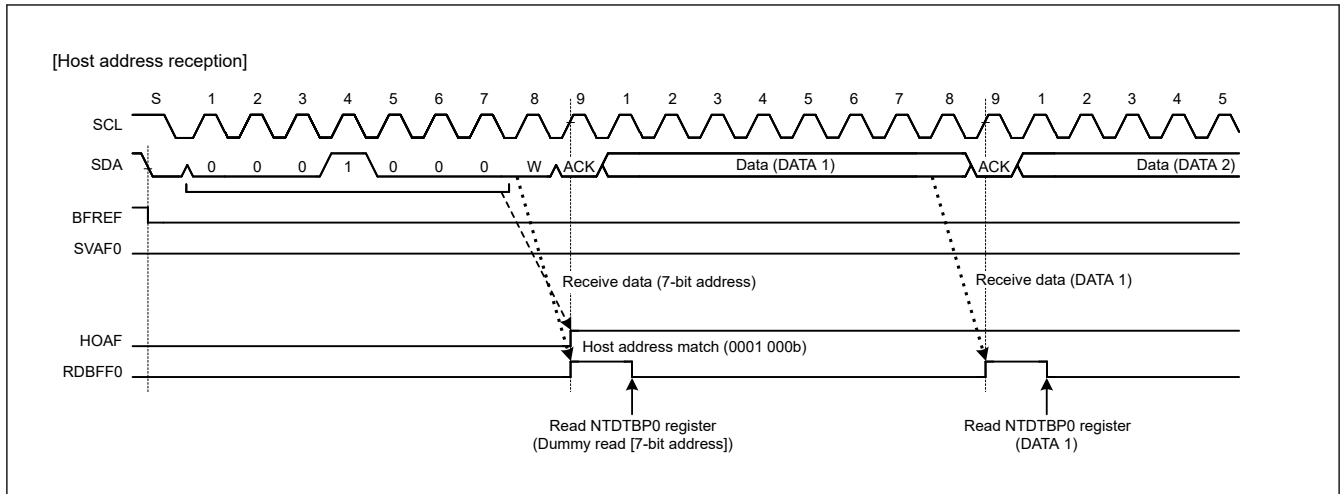 [Host address reception]
S 1 2 3 4 5 6 7 8 9 1 2 3 4 5 6 7 8 9 1 2 3 4 5
SCL
SDA 0 0 0 1 0 0 0 W ACK Data (DATA 1) ACK Data (DATA 2)
BFREF
SVAF0
Receive data (7-bit address) Receive data (DATA 1)
HOAF
Host address match (0001 000b)
RDBFF0
Read NTDTBP0 register Read NTDTBP0 register
(Dummy read [7-bit address]) (DATA 1)